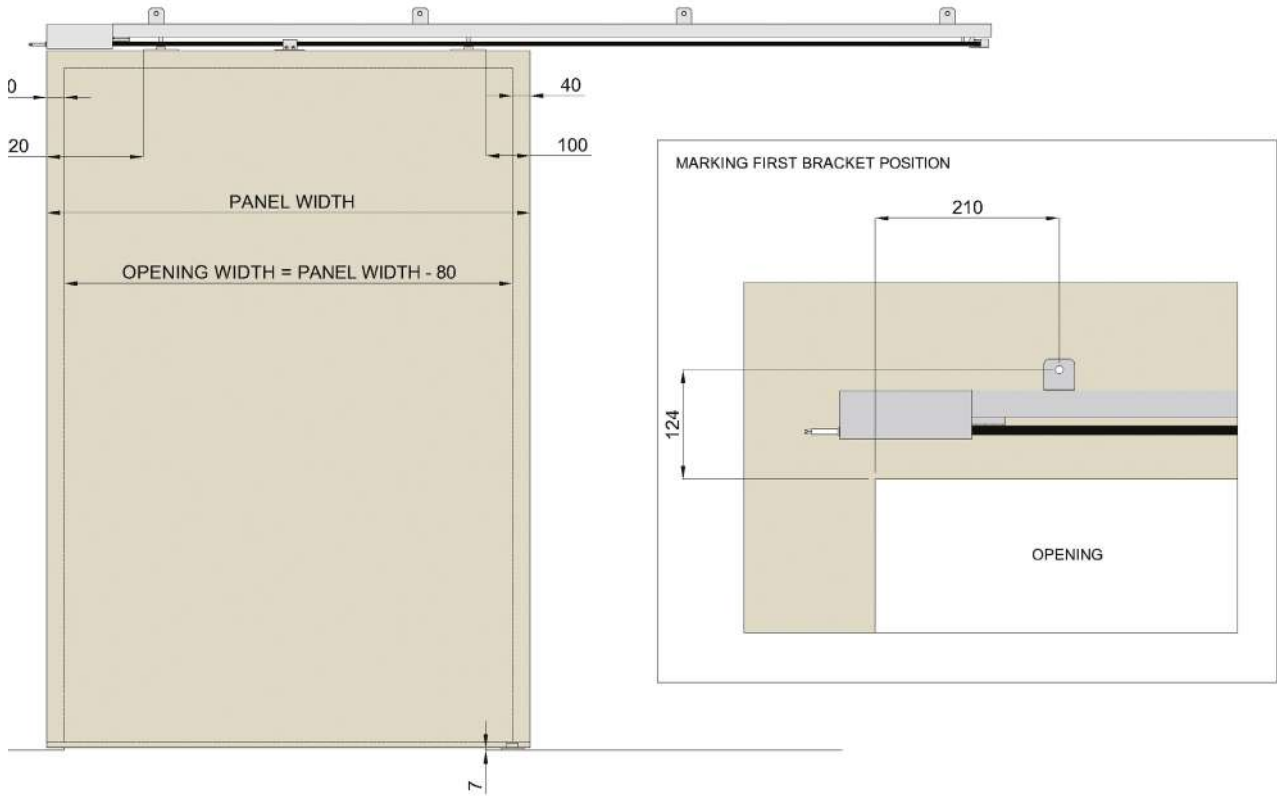 0
40
20
100
MARKING FIRST BRACKET POSITION
PANEL WIDTH
210
OPENING WIDTH = PANEL WIDTH - 80
124
OPENING
7